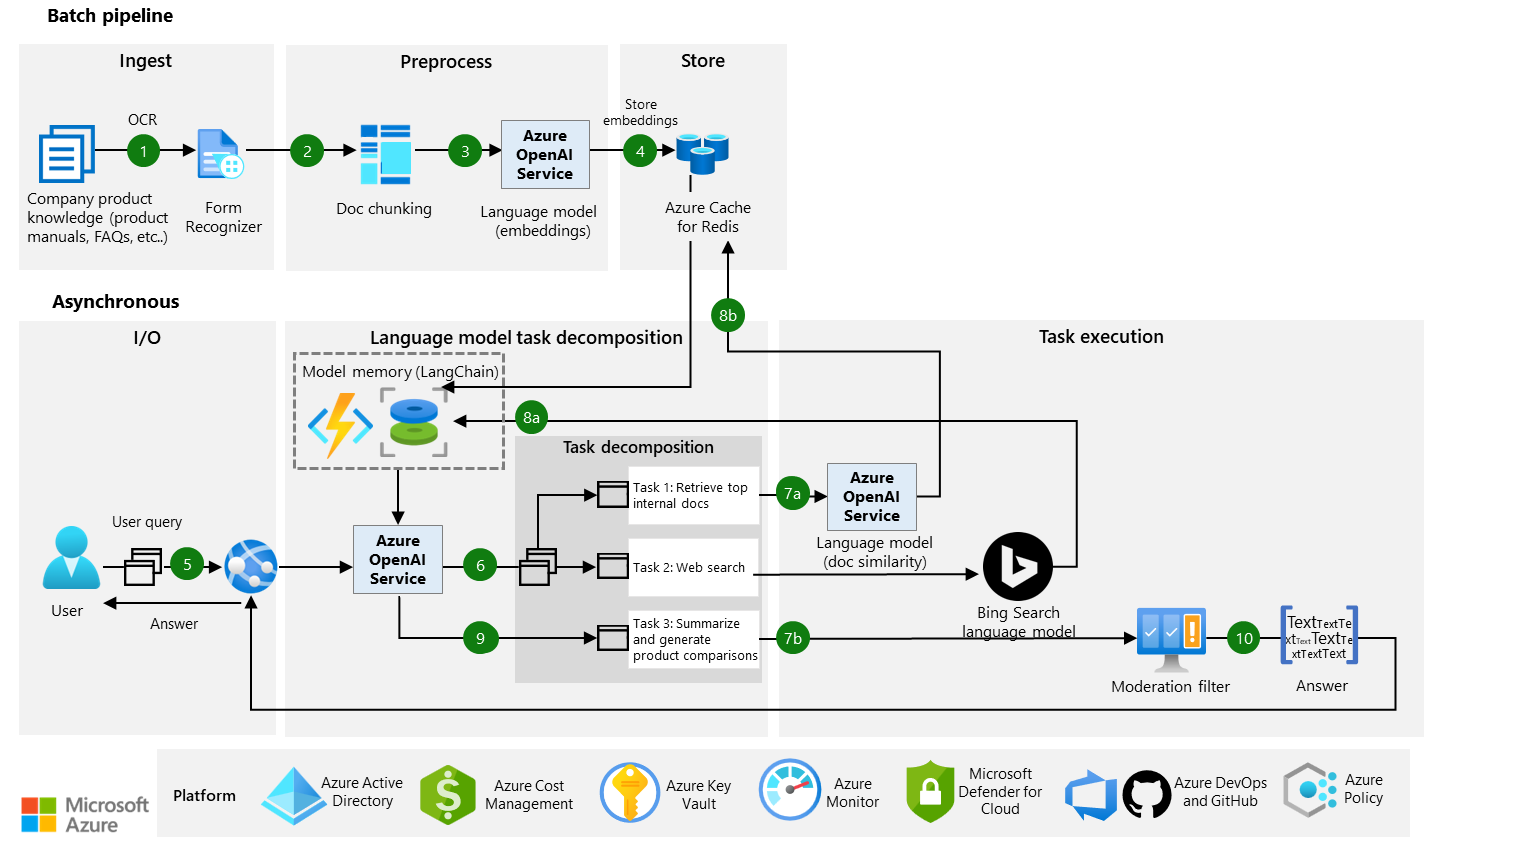 Batch pipeline
Ingest
Preprocess
Store
OCR
1
2
3
Azure
OpenAI
Service
Store
embeddings
4
Company product
knowledge (product
manuals, FAQs, etc..)
Form
Recognizer
Doc chunking
Language model
(embeddings)
Azure Cache
for Redis
Asynchronous
I/O
Language model task decomposition
8b
Task execution
Model memory (LangChain)
8a
Task decomposition
Task 1: Retrieve top
internal docs
7a
Azure
OpenAI
Service
Language model
(doc similarity)
User query
5
User
Answer
Azure
OpenAI
Service
6
Task 2: Web search
Bing Search
language model
9
Task 3: Summarize
and generate
product comparisons
7b
Moderation filter
10
TextTextTe
xtTextTextTe
xtTextText
Answer
Microsoft
Azure
Platform
Azure Active
Directory
Azure Cost
Management
Azure Key
Vault
Azure
Monitor
Microsoft
Defender for
Cloud
Azure DevOps
and GitHub
Azure
Policy